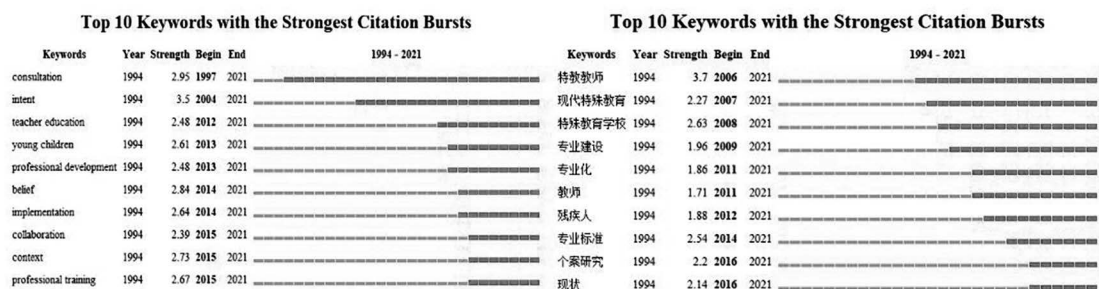 Top 10 Keywords with the Strongest Citation Bursts
Keywords Year Strength Begin End 1994 - 2021
consultation 1994 2.95 1997 2021
intent 1994 3.5 2004 2021
teacher education 1994 2.48 2012 2021
young children 1994 2.61 2013 2021
professional development 1994 2.48 2013 2021
belief 1994 2.84 2014 2021
implementation 1994 2.64 2014 2021
collaboration 1994 2.39 2015 2021
context 1994 2.73 2015 2021
professional training 1994 2.67 2015 2021
Top 10 Keywords with the Strongest Citation Bursts
Keywords Year Strength Begin End 1994 - 2021
特教教师 1994 3.7 2006 2021
现代特殊教育 1994 2.27 2007 2021
特殊教育学校 1994 2.63 2008 2021
专业建设 1994 1.96 2009 2021
专业化 1994 1.86 2011 2021
教师 1994 1.71 2011 2021
残疾人 1994 1.88 2012 2021
专业标准 1994 2.54 2014 2021
个案研究 1994 2.2 2016 2021
现状 1994 2.14 2016 2021